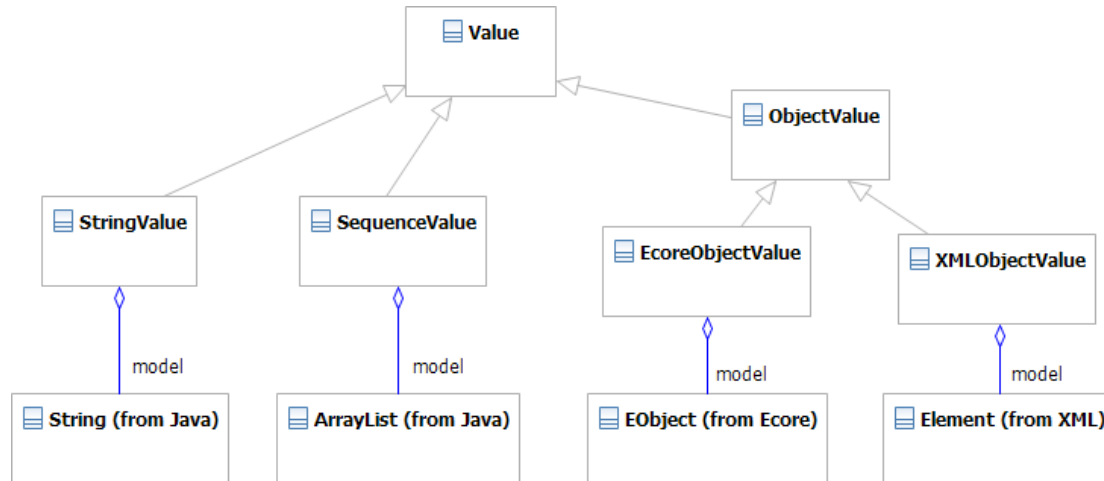 Value
ObjectValue
StringValue
SequenceValue
EcoreObjectValue
XMLObjectValue
model
model
model
model
String (from Java)
ArrayList (from Java)
EObject (from Ecore)
Element (from XML)